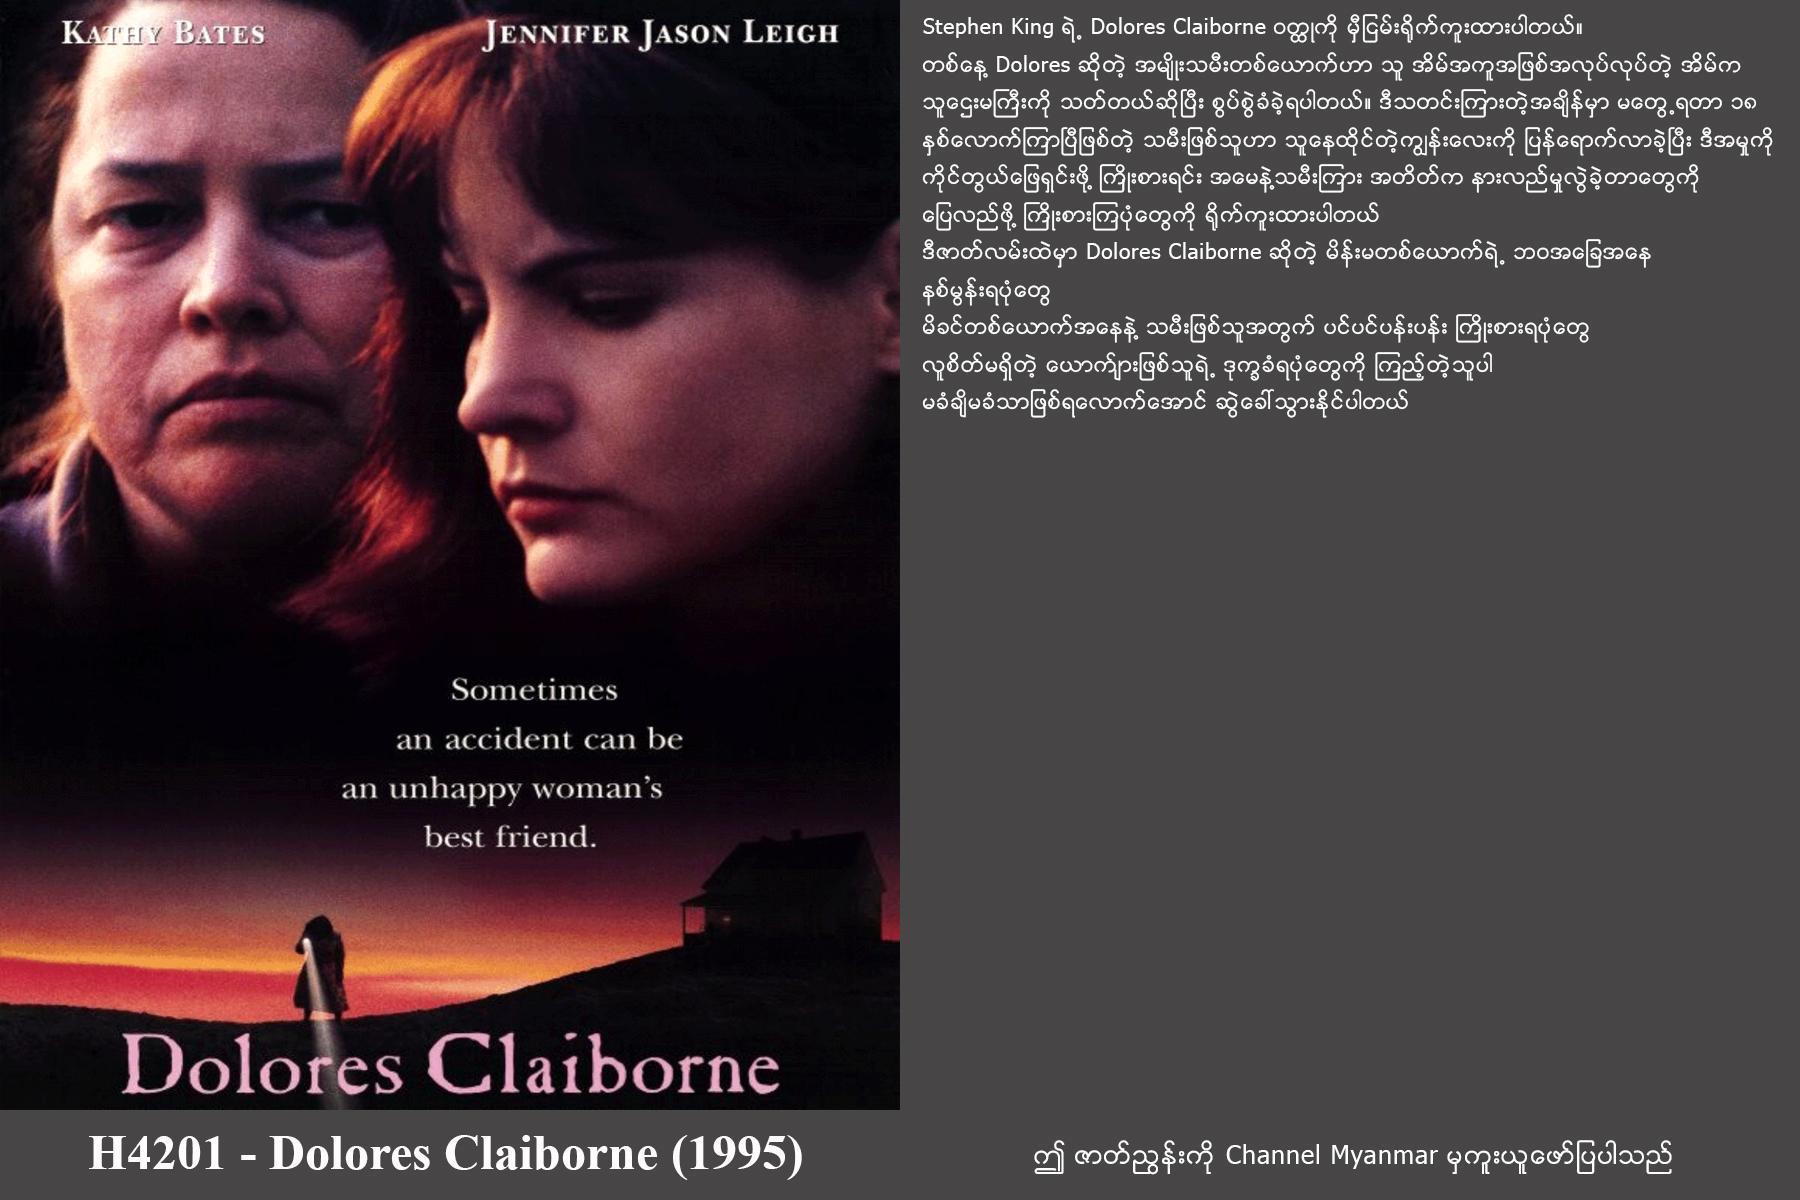 KATHY BATES
JENNIFER JASON LEIGH
Sometimes
an accident can be
an unhappy woman's
best friend.
Dolores Claiborne
H4201 - Dolores Claiborne (1995)
Stephen King ရဲ့ Dolores Claiborne ဝတ္ထုကို မှီငြမ်းရိုက်ကူးထားပါတယ်။
တစ်နေ့ Dolores ဆိုတဲ့ အမျိုးသမီးတစ်ယောက်ဟာ သူ အိမ်အကူအဖြစ်အလုပ်လုပ်တဲ့ အိမ်က
သူဌေးမကြီးကို သတ်တယ်ဆိုပြီး စွပ်စွဲခံခဲ့ရပါတယ်။ ဒီသတင်းကြားတဲ့အချိန်မှာ မတွေ့ရတာ ၁၈
နှစ်လောက်ကြာပြီဖြစ်တဲ့ သမီးဖြစ်သူဟာ သူနေထိုင်တဲ့ကျွန်းလေးကို ပြန်ရောက်လာခဲ့ပြီး ဒီအမှုကို
ကိုင်တွယ်ဖြေရှင်းဖို့ ကြိုးစားရင်း အမေနဲ့သမီးကြား အတိတ်က နားလည်မှုလွဲခဲ့တာတွေကို
ပြေလည်ဖို့ ကြိုးစားကြပုံတွေကို ရိုက်ကူးထားပါတယ်
ဒီဇာတ်လမ်းထဲမှာ Dolores Claiborne ဆိုတဲ့ မိန်းမတစ်ယောက်ရဲ့ ဘဝအခြေအနေ
နစ်မွန်းရပုံတွေ
မိခင်တစ်ယောက်အနေနဲ့ သမီးဖြစ်သူအတွက် ပင်ပင်ပန်းပန်း ကြိုးစားရပုံတွေ
လူစိတ်မရှိတဲ့ ယောက်ျားဖြစ်သူရဲ့ ဒုက္ခခံရပုံတွေကို ကြည့်တဲ့သူပါ
မခံချိမခံသာဖြစ်ရလောက်အောင် ဆွဲခေါ်သွားနိုင်ပါတယ်
ဤ ဇာတ်ညွှန်းကို Channel Myanmar မှကူးယူဖော်ပြပါသည်